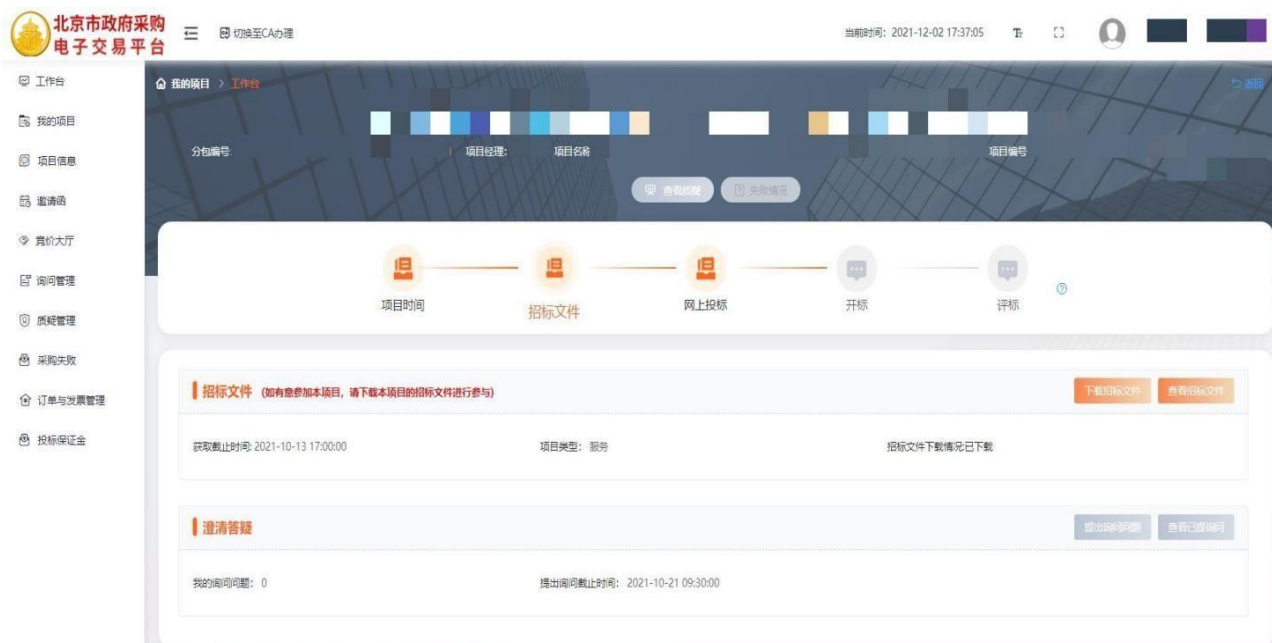 北京市政府采购
电子交易平台
切换至CA办理
当前时间：2021-12-02 17:37:05
工作台
我的项目
项目信息
邀请函
竞价大厅
询问管理
质疑管理
采购失败
订单与发票管理
投标保证金
我的项目 > 工作台
返回
分包编号:
项目经理:
项目名称
项目编号
查看质疑
失败情况
项目时间
招标文件
网上投标
开标
评标
招标文件 (如有意参加本项目，请下载本项目的招标文件进行参与)
下载招标文件
查看招标文件
获取截止时间: 2021-10-13 17:00:00
项目类型： 服务
招标文件下载情况:已下载
澄清答疑
提出询问问题
查看已提询问
我的询问问题： 0
提出询问截止时间： 2021-10-21 09:30:00